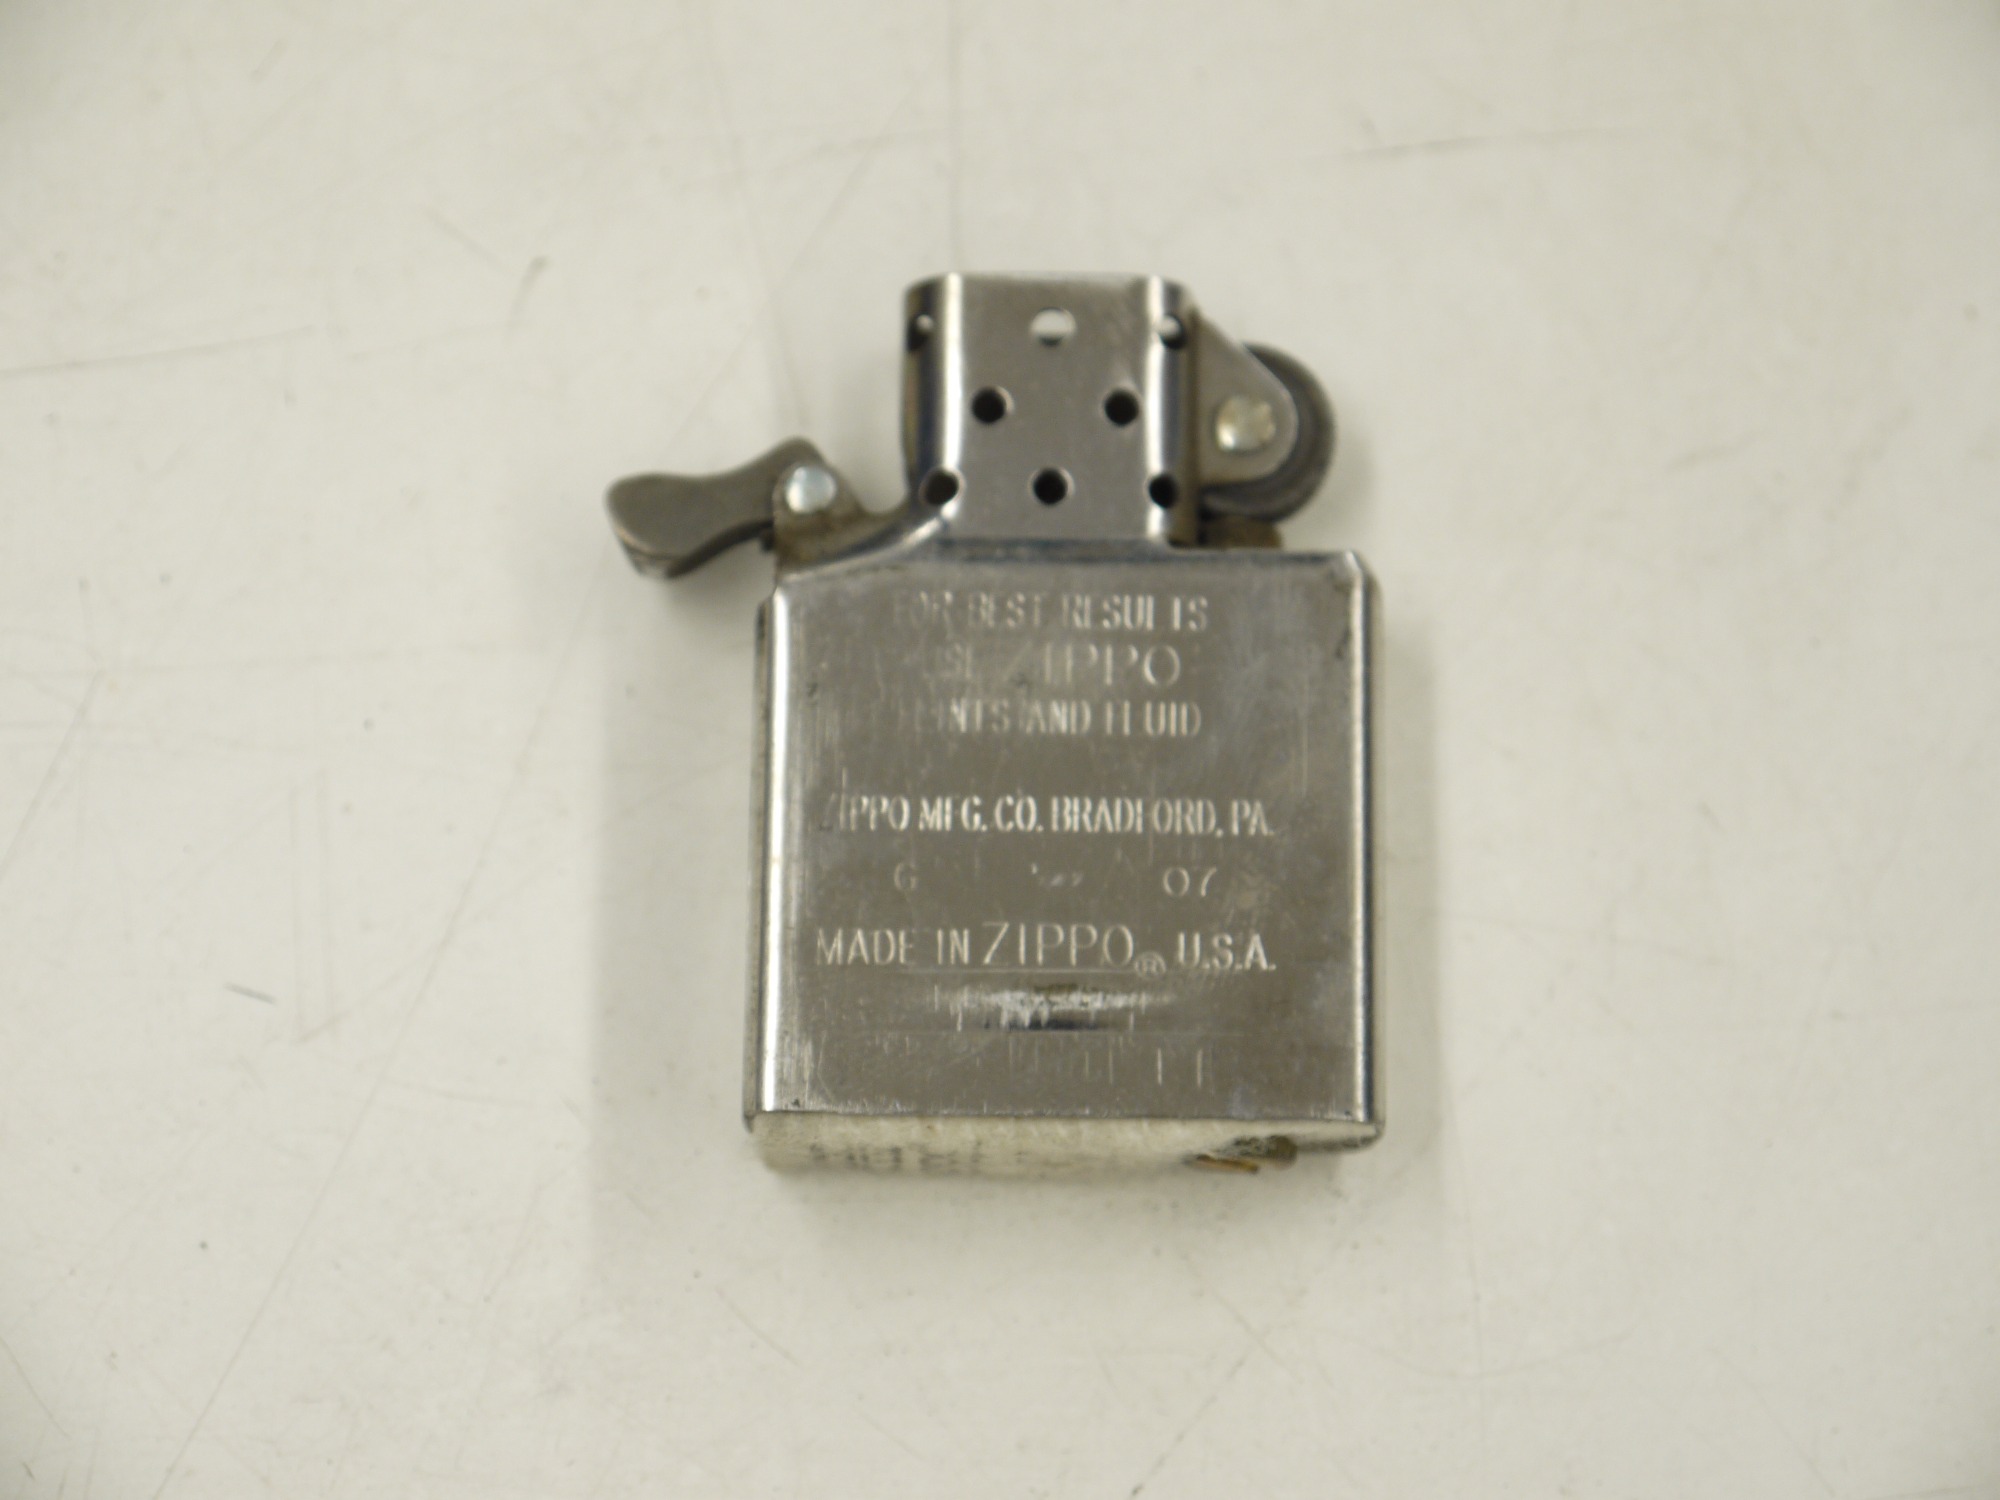 FOR BEST RESULTS
USE ZIPPO
FLINTS AND FLUID
ZIPPO MFG. CO. BRADFORD, PA.
G 07
MADE IN ZIPPO® U.S.A.